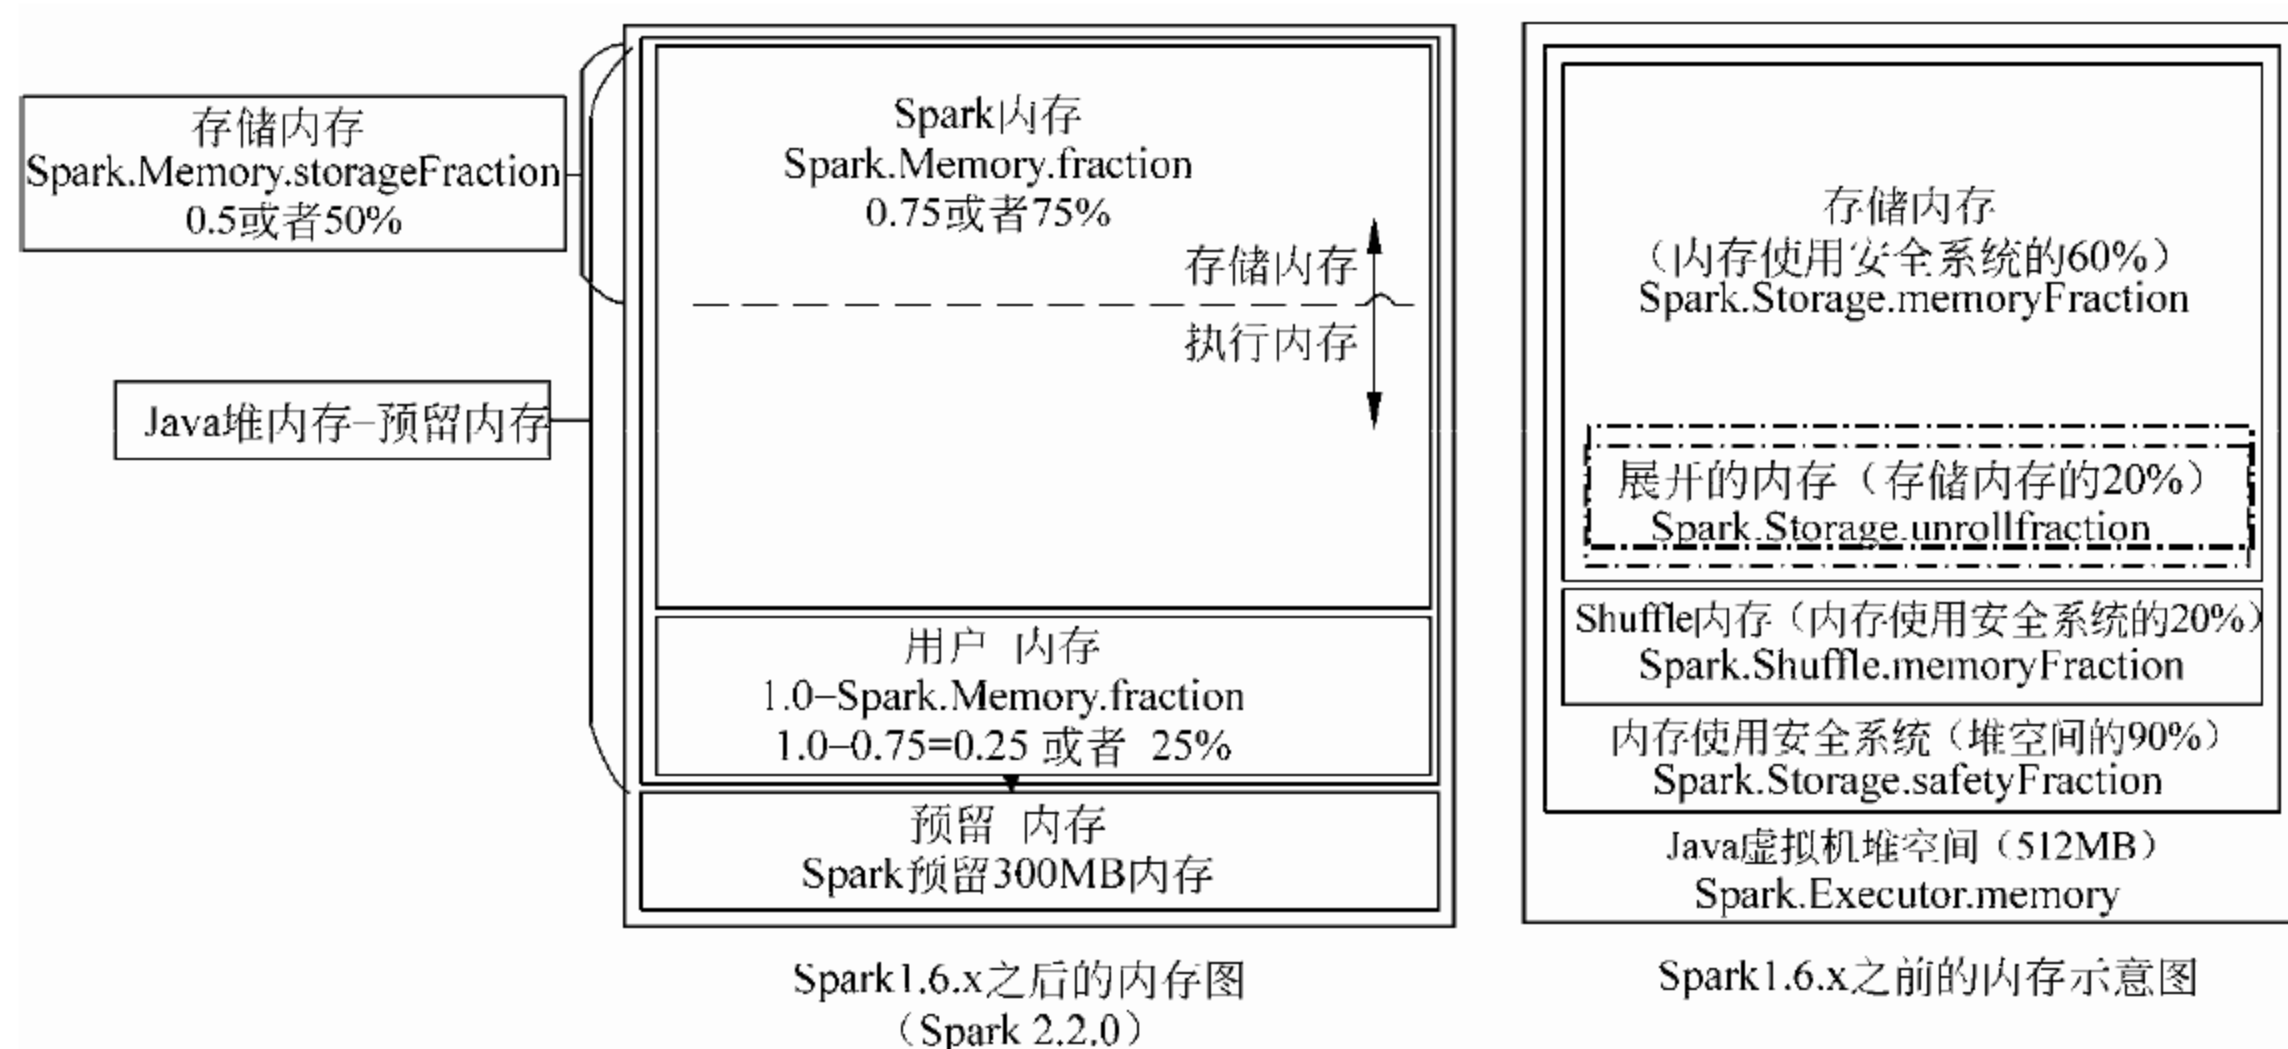 存储内存
Spark.Memory.storageFraction
0.5或者50%
Java堆内存–预留内存
Spark内存
Spark.Memory.fraction
0.75或者75%
存储内存
执行内存
用户 内存
1.0–Spark.Memory.fraction
1.0–0.75=0.25 或者 25%
预留 内存
Spark预留300MB内存
Spark1.6.x之后的内存图
（Spark 2.2.0）
存储内存
（内存使用安全系统的60%）
Spark.Storage.memoryFraction
展开的内存（存储内存的20%）
Spark.Storage.unrollfraction
Shuffle内存（内存使用安全系统的20%）
Spark.Shuffle.memoryFraction
内存使用安全系统（堆空间的90%）
Spark.Storage.safetyFraction
Java虚拟机堆空间（512MB）
Spark.Executor.memory
Spark1.6.x之前的内存示意图